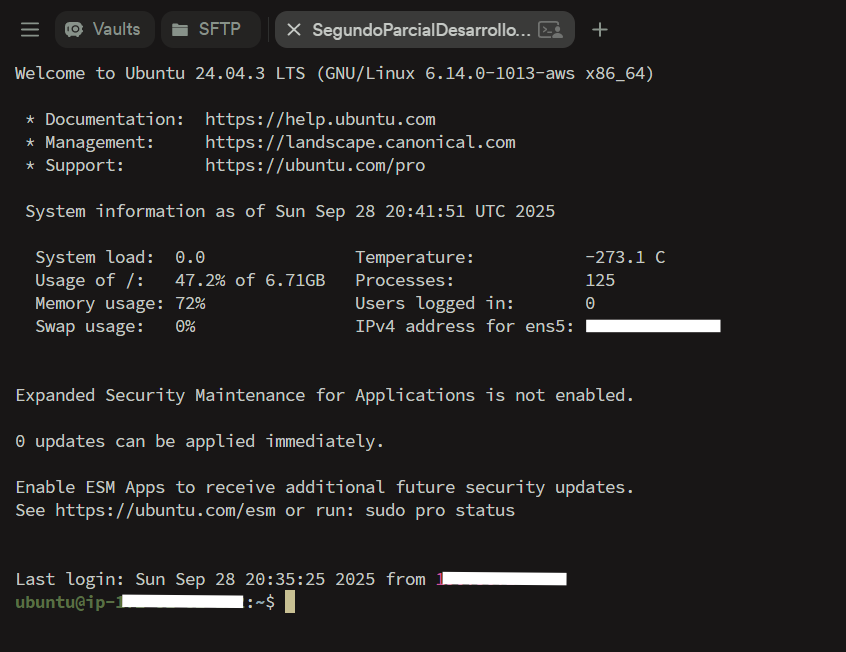 Vaults SFTP SegundoParcialDesarrollo...
Welcome to Ubuntu 24.04.3 LTS (GNU/Linux 6.14.0-1013-aws x86_64)
* Documentation: https://help.ubuntu.com
* Management: https://landscape.canonical.com
* Support: https://ubuntu.com/pro
System information as of Sun Sep 28 20:41:51 UTC 2025
System load: 0.0 Temperature: -273.1 C
Usage of /: 47.2% of 6.71GB Processes: 125
Memory usage: 72% Users logged in: 0
Swap usage: 0% IPv4 address for ens5:
Expanded Security Maintenance for Applications is not enabled.
0 updates can be applied immediately.
Enable ESM Apps to receive additional future security updates.
See https://ubuntu.com/esm or run: sudo pro status
Last login: Sun Sep 28 20:35:25 2025 from
ubuntu@ip-1 :~$